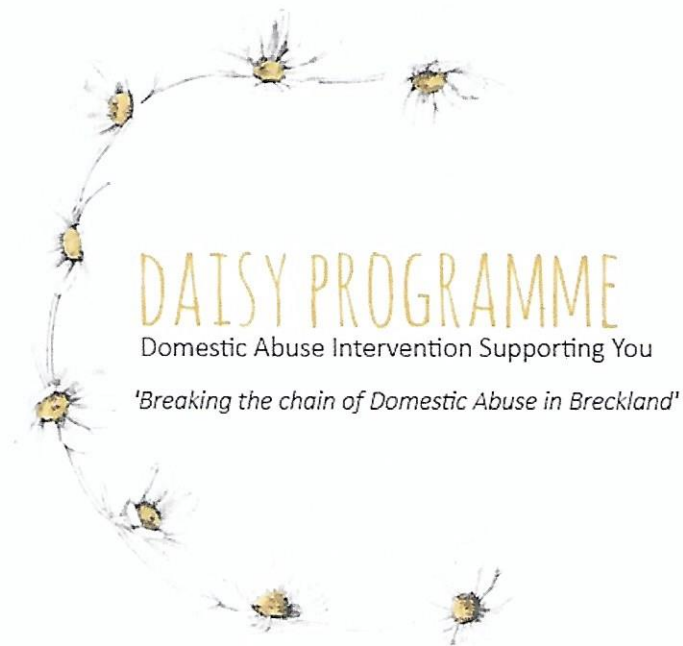 DAISY PROGRAMME
Domestic Abuse Intervention Supporting You
'Breaking the chain of Domestic Abuse in Breckland'